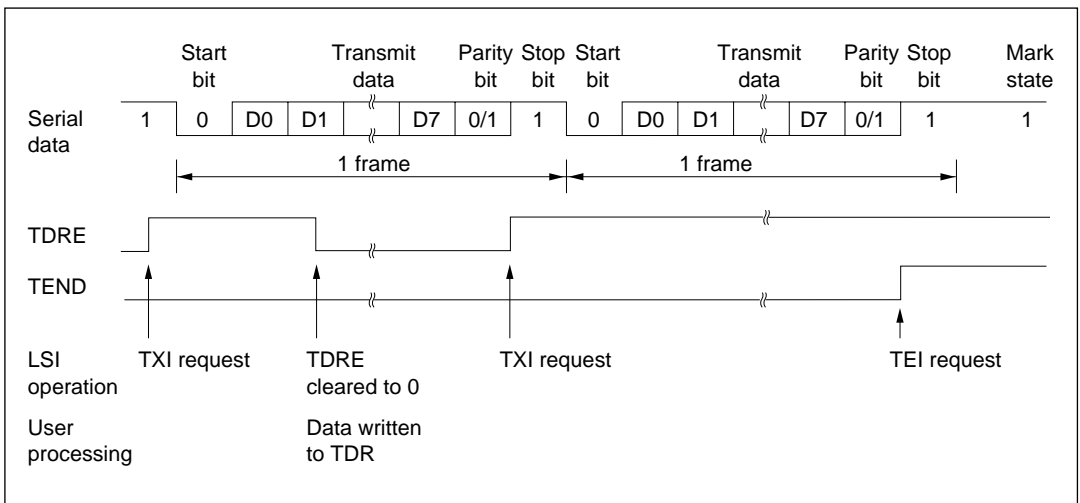 Start Transmit Parity Stop Start Transmit Parity Stop Mark
bit data bit bit bit data bit bit state
Serial 1 0 D0 D1 D7 0/1 1 0 D0 D1 D7 0/1 1 1
data
1 frame 1 frame
TDRE
TEND
LSI TXI request TDRE TXI request TEI request
operation cleared to 0
User Data written
processing to TDR